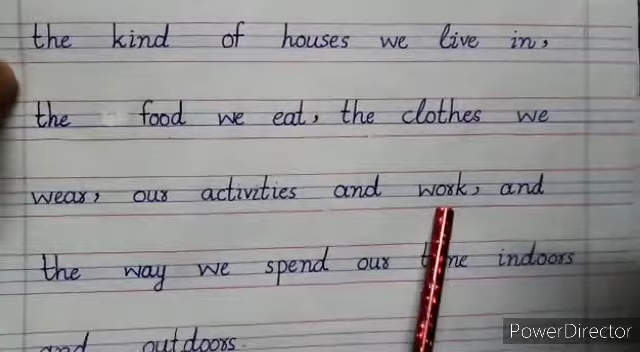 the kind of houses we live in,
the food we eat, the clothes we
wear, our activities and work, and
the way we spend our time indoors
and outdoors.
PowerDirector